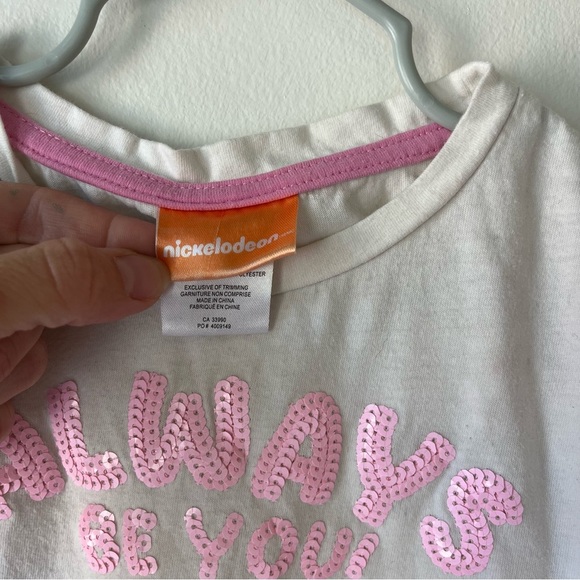 nickelodeon
POLYESTER
EXCLUSIVE OF TRIMMING
GARNITURE NON COMPRISE
MADE IN CHINA
FABRIQUÉ EN CHINE
CA 33990
PO# 4009149
ALWAYS
BE YOU!